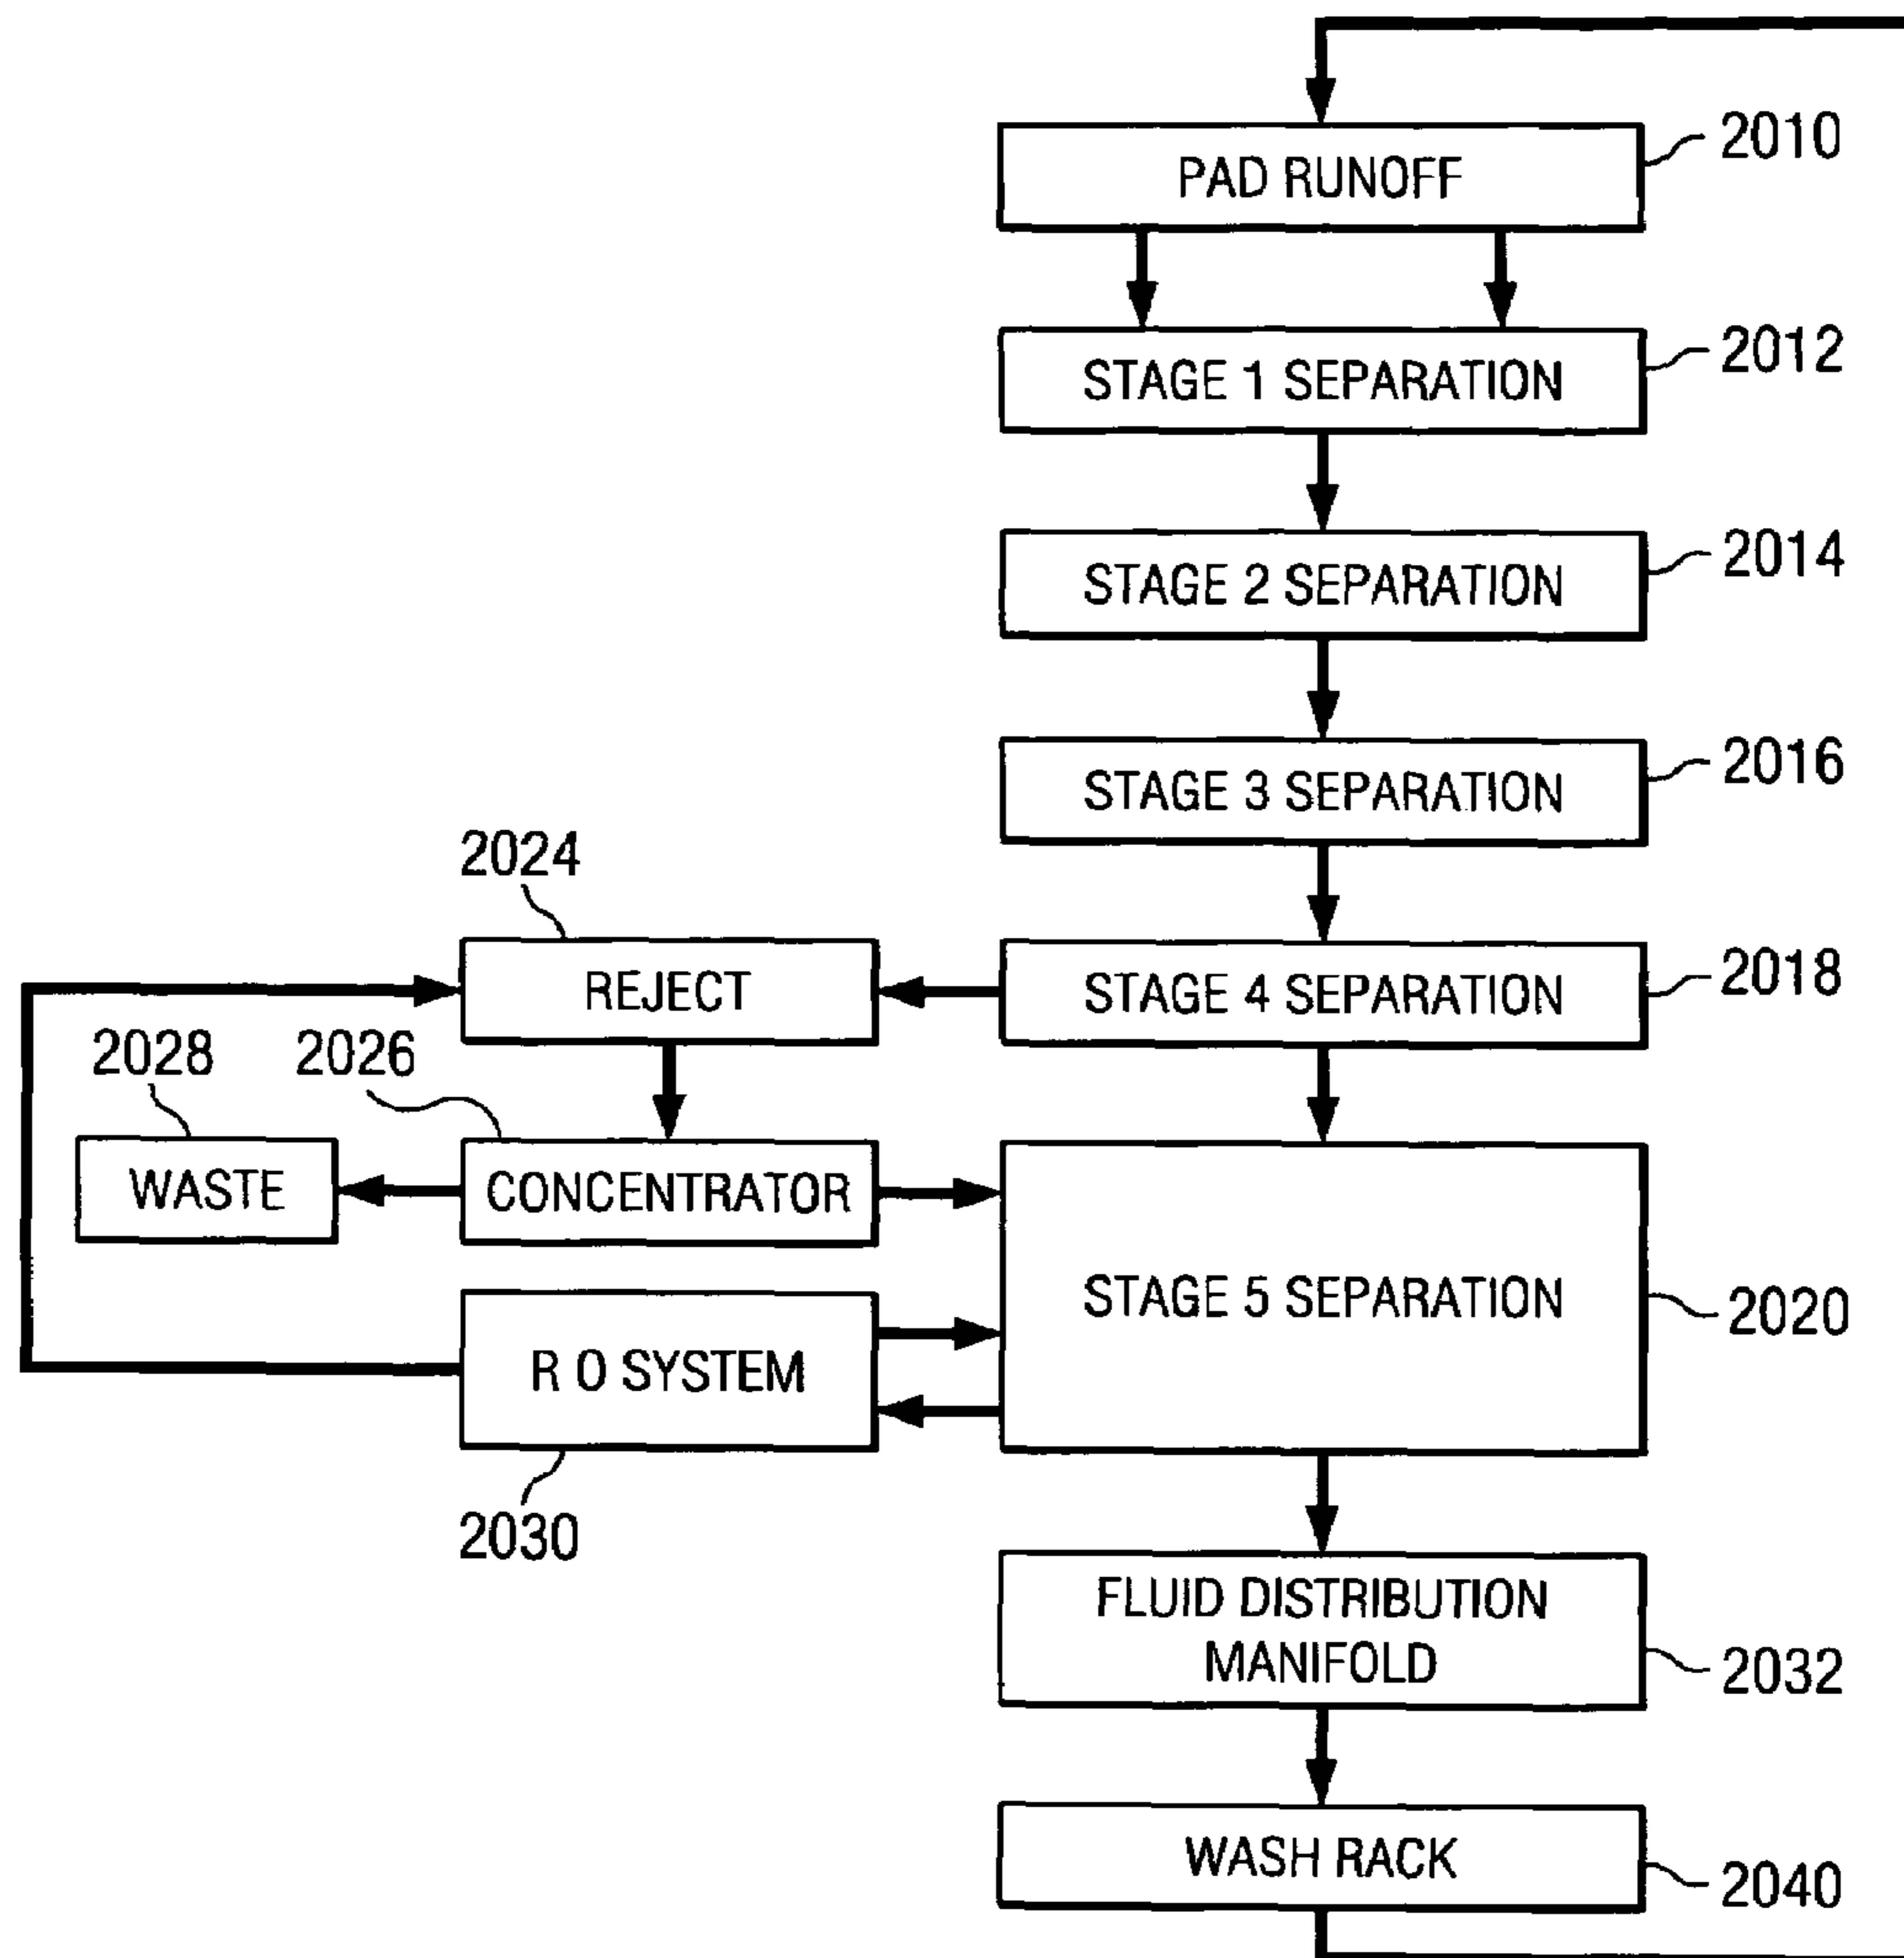 PAD RUNOFF
2010
STAGE 1 SEPARATION
2012
STAGE 2 SEPARATION
2014
STAGE 3 SEPARATION
2016
2024
REJECT
STAGE 4 SEPARATION
2018
2028
2026
WASTE
CONCENTRATOR
STAGE 5 SEPARATION
2020
R O SYSTEM
2030
FLUID DISTRIBUTION
MANIFOLD
2032
WASH RACK
2040